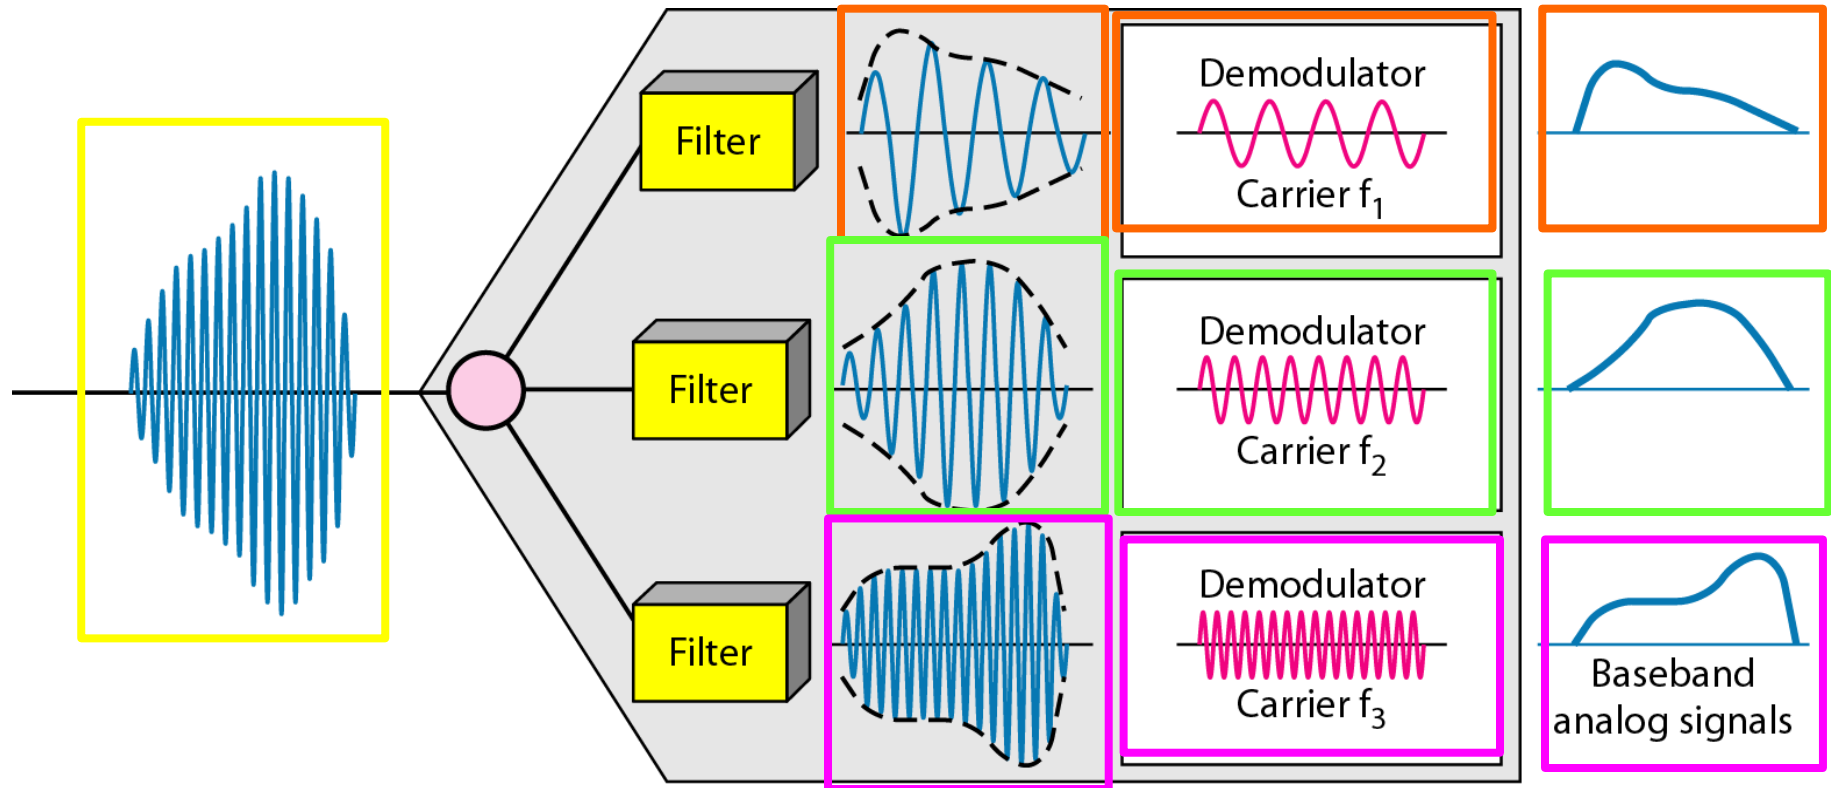 Filter
Demodulator
Carrier f₁
Filter
Demodulator
Carrier f₂
Filter
Demodulator
Carrier f₃
Baseband
analog signals